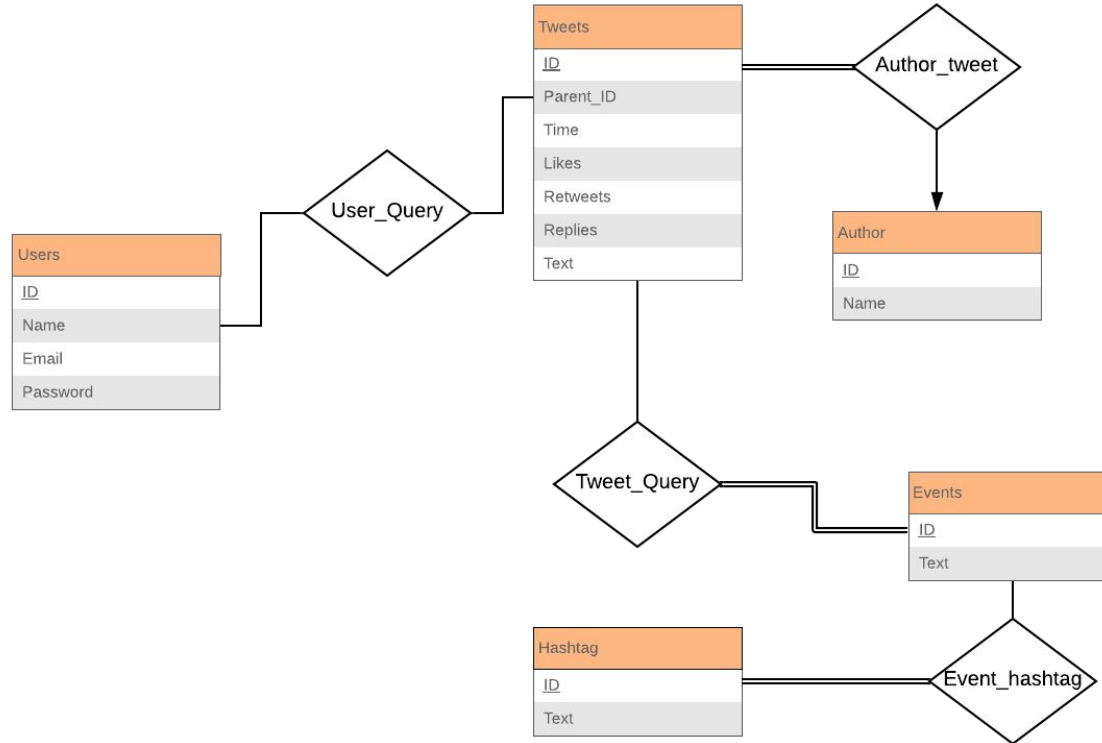 Tweets
ID
Parent_ID
Time
Likes
Retweets
Replies
Text
Author_tweet
Author
ID
Name
User_Query
Users
ID
Name
Email
Password
Tweet_Query
Events
ID
Text
Hashtag
ID
Text
Event_hashtag